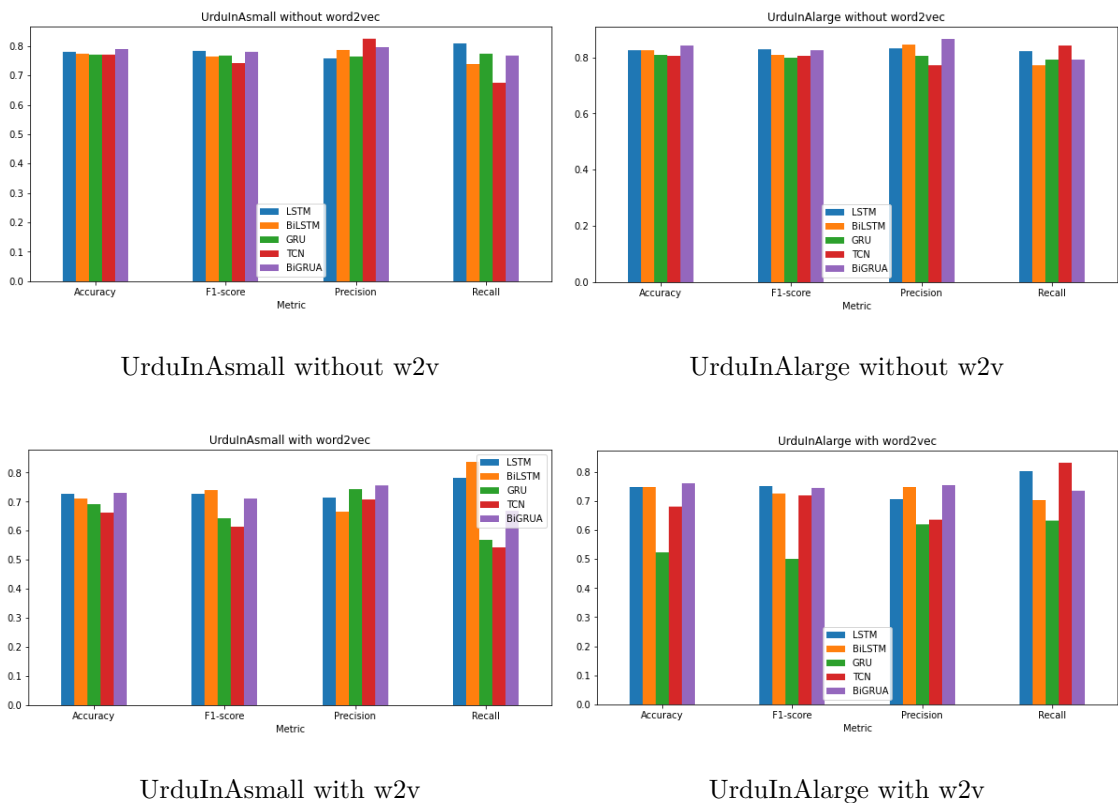 UrduInAsmall without word2vec
0.8
0.7
0.6
0.5
0.4
0.3
0.2
0.1
0.0
LSTM
BiLSTM
GRU
TCN
BiGRUA
Accuracy F1-score Precision Recall
Metric
UrduInAsmall without w2v
UrduInAlarge without word2vec
0.8
0.6
0.4
0.2
0.0
LSTM
BiLSTM
GRU
TCN
BiGRUA
Accuracy F1-score Precision Recall
Metric
UrduInAlarge without w2v
UrduInAsmall with word2vec
0.8
0.7
0.6
0.5
0.4
0.3
0.2
0.1
0.0
LSTM
BiLSTM
GRU
TCN
BiGRUA
Accuracy F1-score Precision Recall
Metric
UrduInAsmall with w2v
UrduInAlarge with word2vec
0.8
0.7
0.6
0.5
0.4
0.3
0.2
0.1
0.0
LSTM
BiLSTM
GRU
TCN
BiGRUA
Accuracy F1-score Precision Recall
Metric
UrduInAlarge with w2v